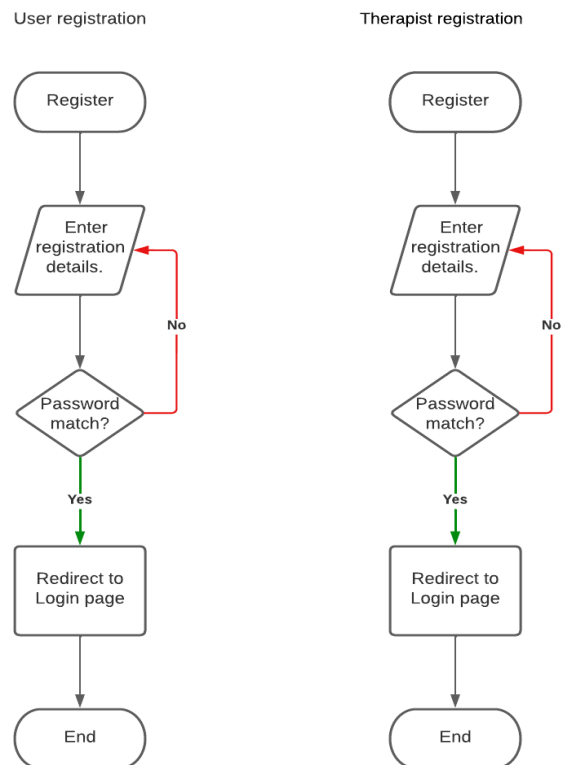 User registration
Register
Enter
registration
details.
No
Password
match?
Yes
Redirect to
Login page
End
Therapist registration
Register
Enter
registration
details.
No
Password
match?
Yes
Redirect to
Login page
End